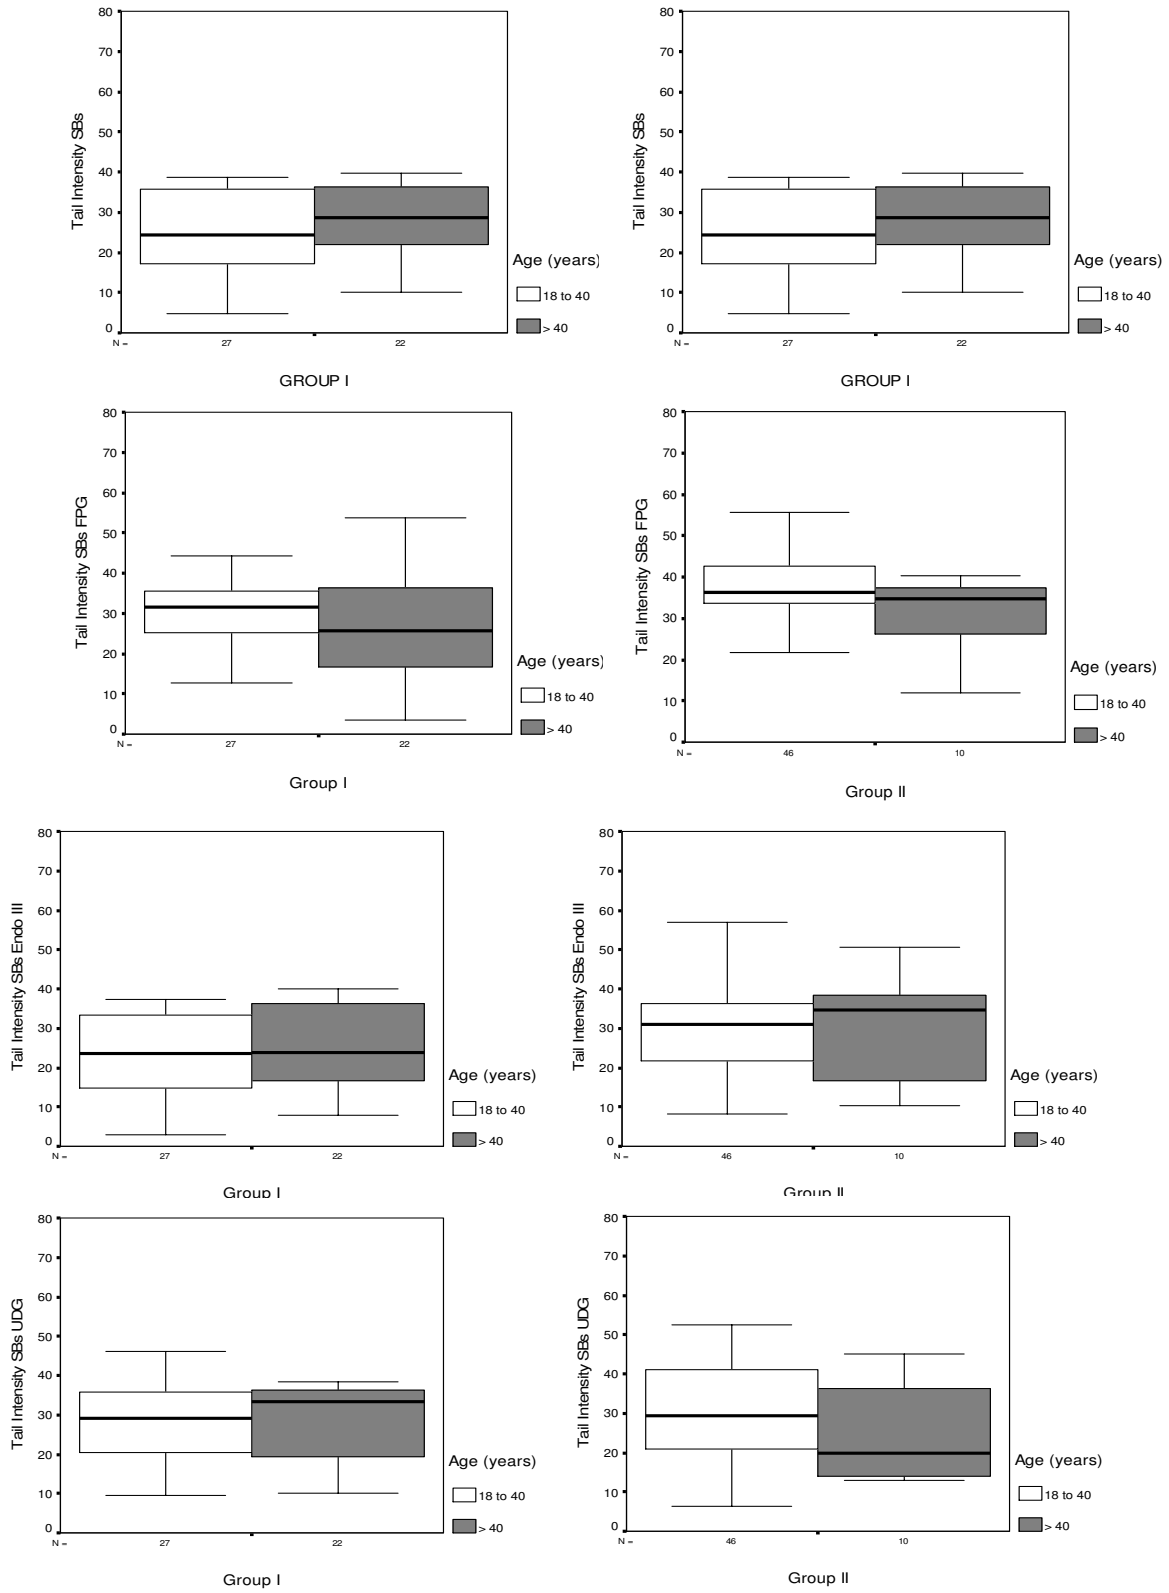 80
70
60
50
40
30
20
10
0
Tail Intensity SBs
N =
27
22
GROUP I
Age (years)
18 to 40
> 40
80
70
60
50
40
30
20
10
0
Tail Intensity SBs
N =
27
22
GROUP I
Age (years)
18 to 40
> 40
80
70
60
50
40
30
20
10
0
Tail Intensity SBs FPG
N =
27
22
Group I
Age (years)
18 to 40
> 40
80
70
60
50
40
30
20
10
0
Tail Intensity SBs FPG
N =
46
10
Group II
Age (years)
18 to 40
> 40
80
70
60
50
40
30
20
10
0
Tail Intensity SBs Endo III
N =
27
22
Group I
Age (years)
18 to 40
> 40
80
70
60
50
40
30
20
10
0
Tail Intensity SBs Endo III
N =
46
10
Group II
Age (years)
18 to 40
> 40
80
70
60
50
40
30
20
10
0
Tail Intensity SBs UDG
N =
27
22
Group I
Age (years)
18 to 40
> 40
80
70
60
50
40
30
20
10
0
Tail Intensity SBs UDG
N =
46
10
Group II
Age (years)
18 to 40
> 40